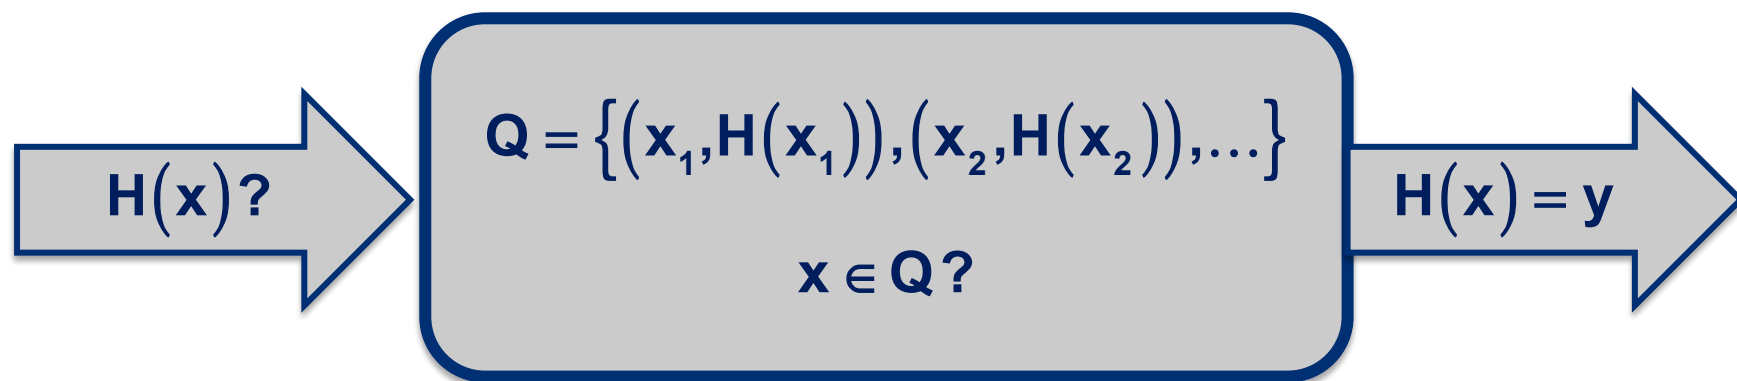 H(x)?
Q = {(x₁,H(x₁)),(x₂,H(x₂)),...}
x ∈ Q?
H(x) = y